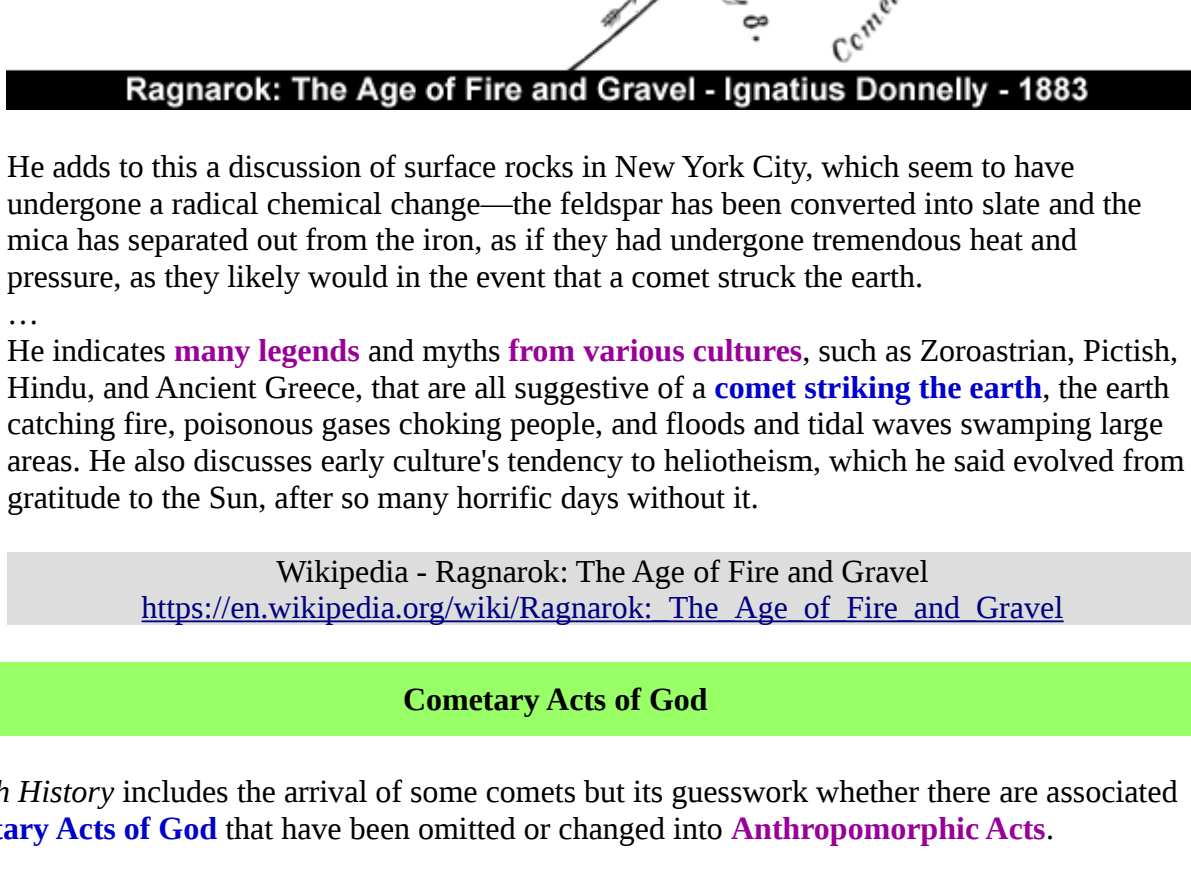 8.
Ragnarok: The Age of Fire and Gravel - Ignatius Donnelly - 1883
He adds to this a discussion of surface rocks in New York City, which seem to have
undergone a radical chemical change—the feldspar has been converted into slate and the
mica has separated out from the iron, as if they had undergone tremendous heat and
pressure, as they likely would in the event that a comet struck the earth.
…
He indicates many legends and myths from various cultures, such as Zoroastrian, Pictish,
Hindu, and Ancient Greece, that are all suggestive of a comet striking the earth, the earth
catching fire, poisonous gases choking people, and floods and tidal waves swamping large
areas. He also discusses early culture's tendency to heliotheism, which he said evolved from
gratitude to the Sun, after so many horrific days without it.
Wikipedia - Ragnarok: The Age of Fire and Gravel
https://en.wikipedia.org/wiki/Ragnarok:_The_Age_of_Fire_and_Gravel
Cometary Acts of God
h History includes the arrival of some comets but its guesswork whether there are associated
tary Acts of God that have been omitted or changed into Anthropomorphic Acts.